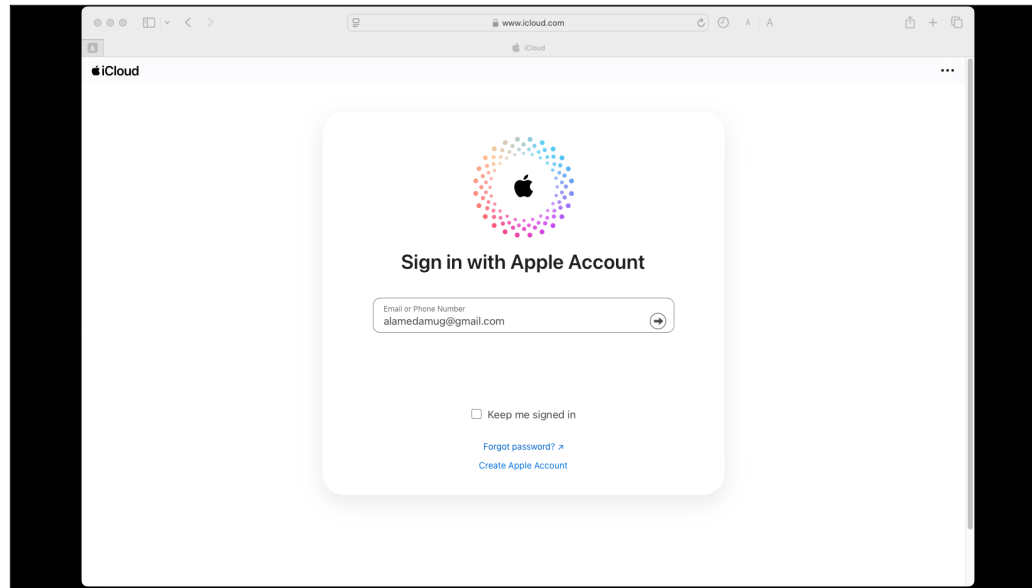 www.icloud.com
A A
A
iCloud
iCloud
Sign in with Apple Account
Email or Phone Number
alamedamug@gmail.com
Keep me signed in
Forgot password? ↗
Create Apple Account